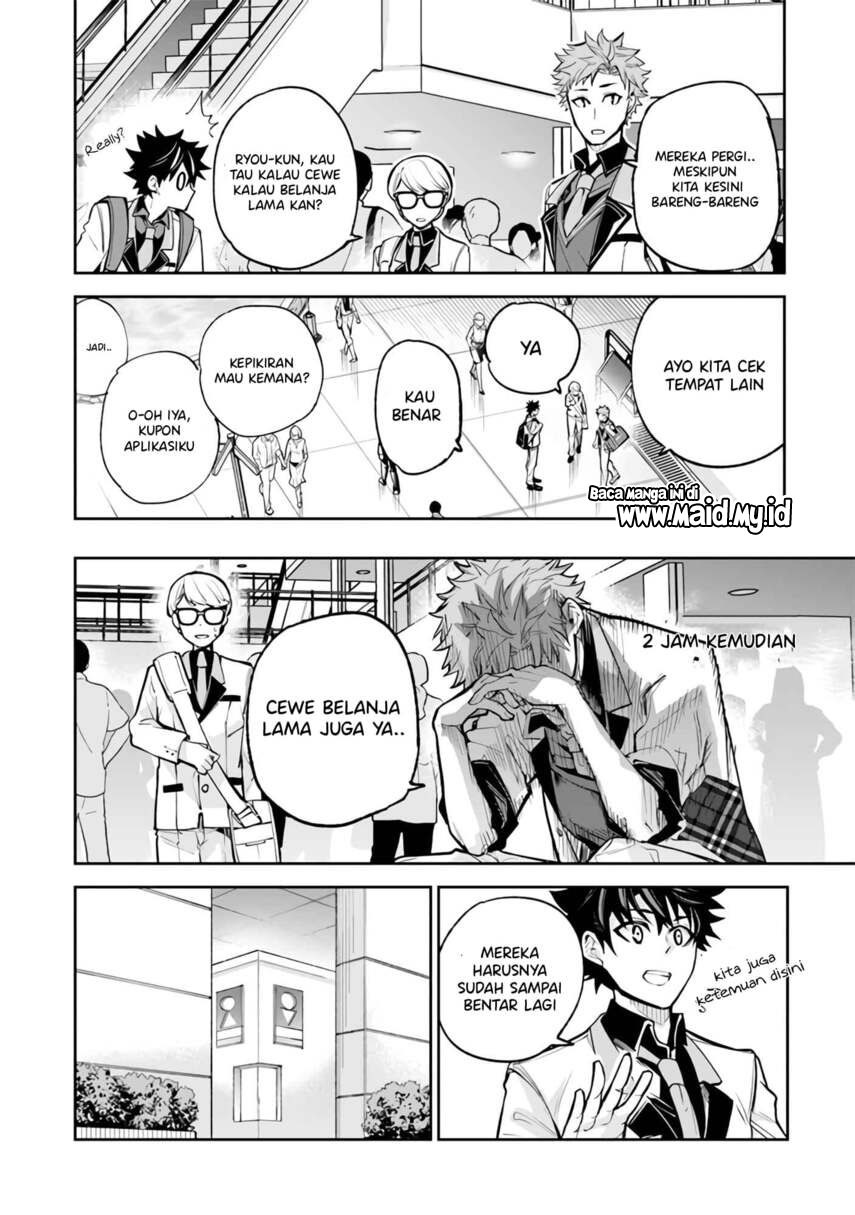 MEREKA PERGI..
MESKIPUN
KITA KESINI
BARENG-BARENG
RYOU-KUN, KAU
TAU KALAU CEWE
KALAU BELANJA
LAMA KAN?
Really?
AYO KITA CEK
TEMPAT LAIN
YA
KAU
BENAR
KEPIKIRAN
MAU KEMANA?
O-OH IYA,
KUPON
APLIKASIKU
JADI..
Baca Manga ini di
www.Maid.My.id
2 JAM KEMUDIAN
CEWE BELANJA
LAMA JUGA YA..
MEREKA
HARUSNYA
SUDAH SAMPAI
BENTAR LAGI
kita juga
ketemuan disini